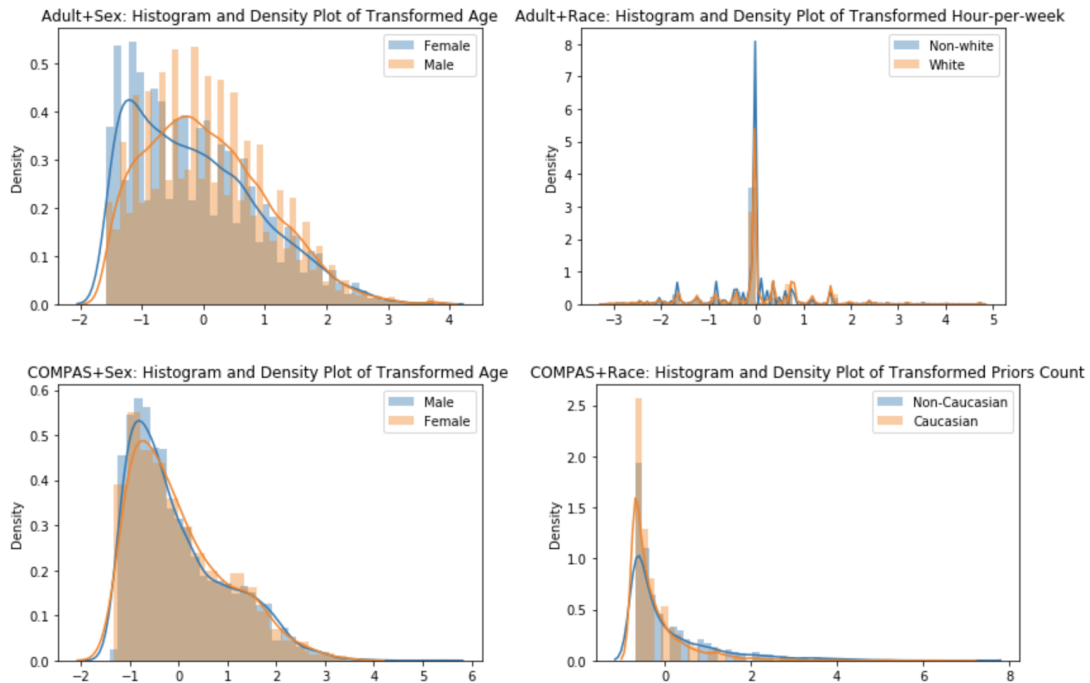 Adult+Sex: Histogram and Density Plot of Transformed Age
Female
Male
Density
0.5
0.4
0.3
0.2
0.1
0.0
−2 −1 0 1 2 3 4
Adult+Race: Histogram and Density Plot of Transformed Hour-per-week
Non-white
White
Density
8
7
6
5
4
3
2
1
0
−3 −2 −1 0 1 2 3 4 5
COMPAS+Sex: Histogram and Density Plot of Transformed Age
Male
Female
Density
0.6
0.5
0.4
0.3
0.2
0.1
0.0
−2 −1 0 1 2 3 4 5 6
COMPAS+Race: Histogram and Density Plot of Transformed Priors Count
Non-Caucasian
Caucasian
Density
2.5
2.0
1.5
1.0
0.5
0.0
0 2 4 6 8